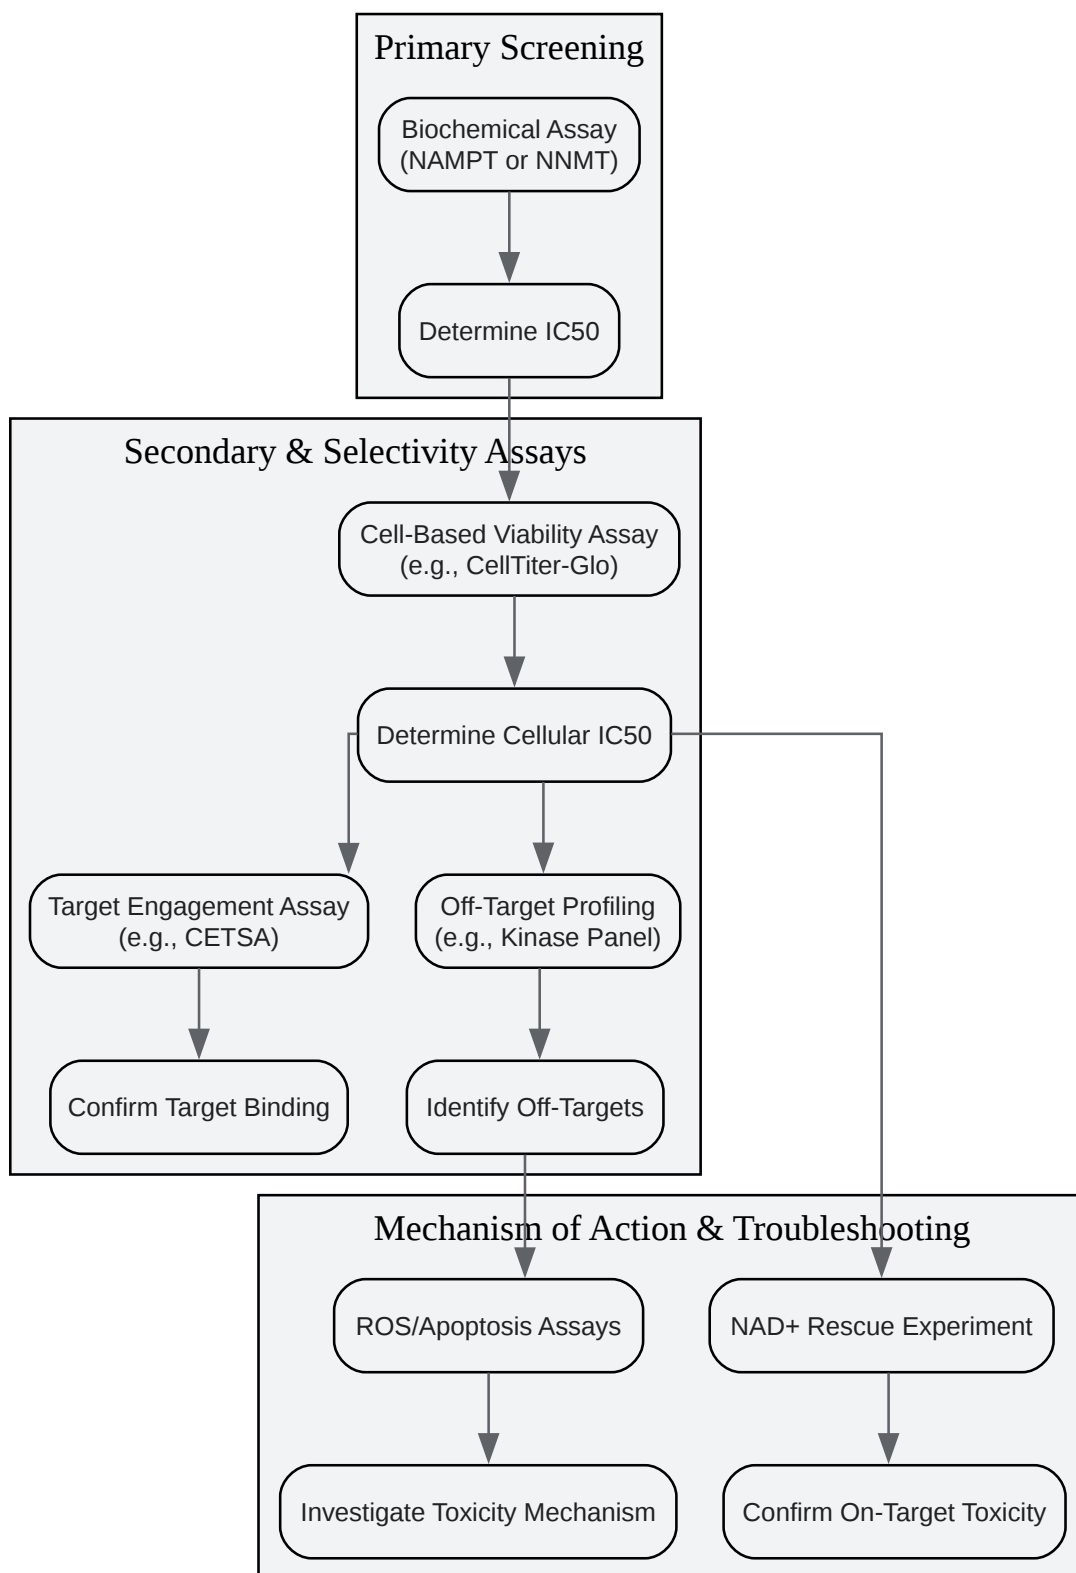 Primary Screening
Biochemical Assay
(NAMPT or NNMT)
Determine IC50
Secondary & Selectivity Assays
Cell-Based Viability Assay
(e.g., CellTiter-Glo)
Determine Cellular IC50
Target Engagement Assay
(e.g., CETSA)
Off-Target Profiling
(e.g., Kinase Panel)
Confirm Target Binding
Identify Off-Targets
Mechanism of Action & Troubleshooting
ROS/Apoptosis Assays
NAD+ Rescue Experiment
Investigate Toxicity Mechanism
Confirm On-Target Toxicity